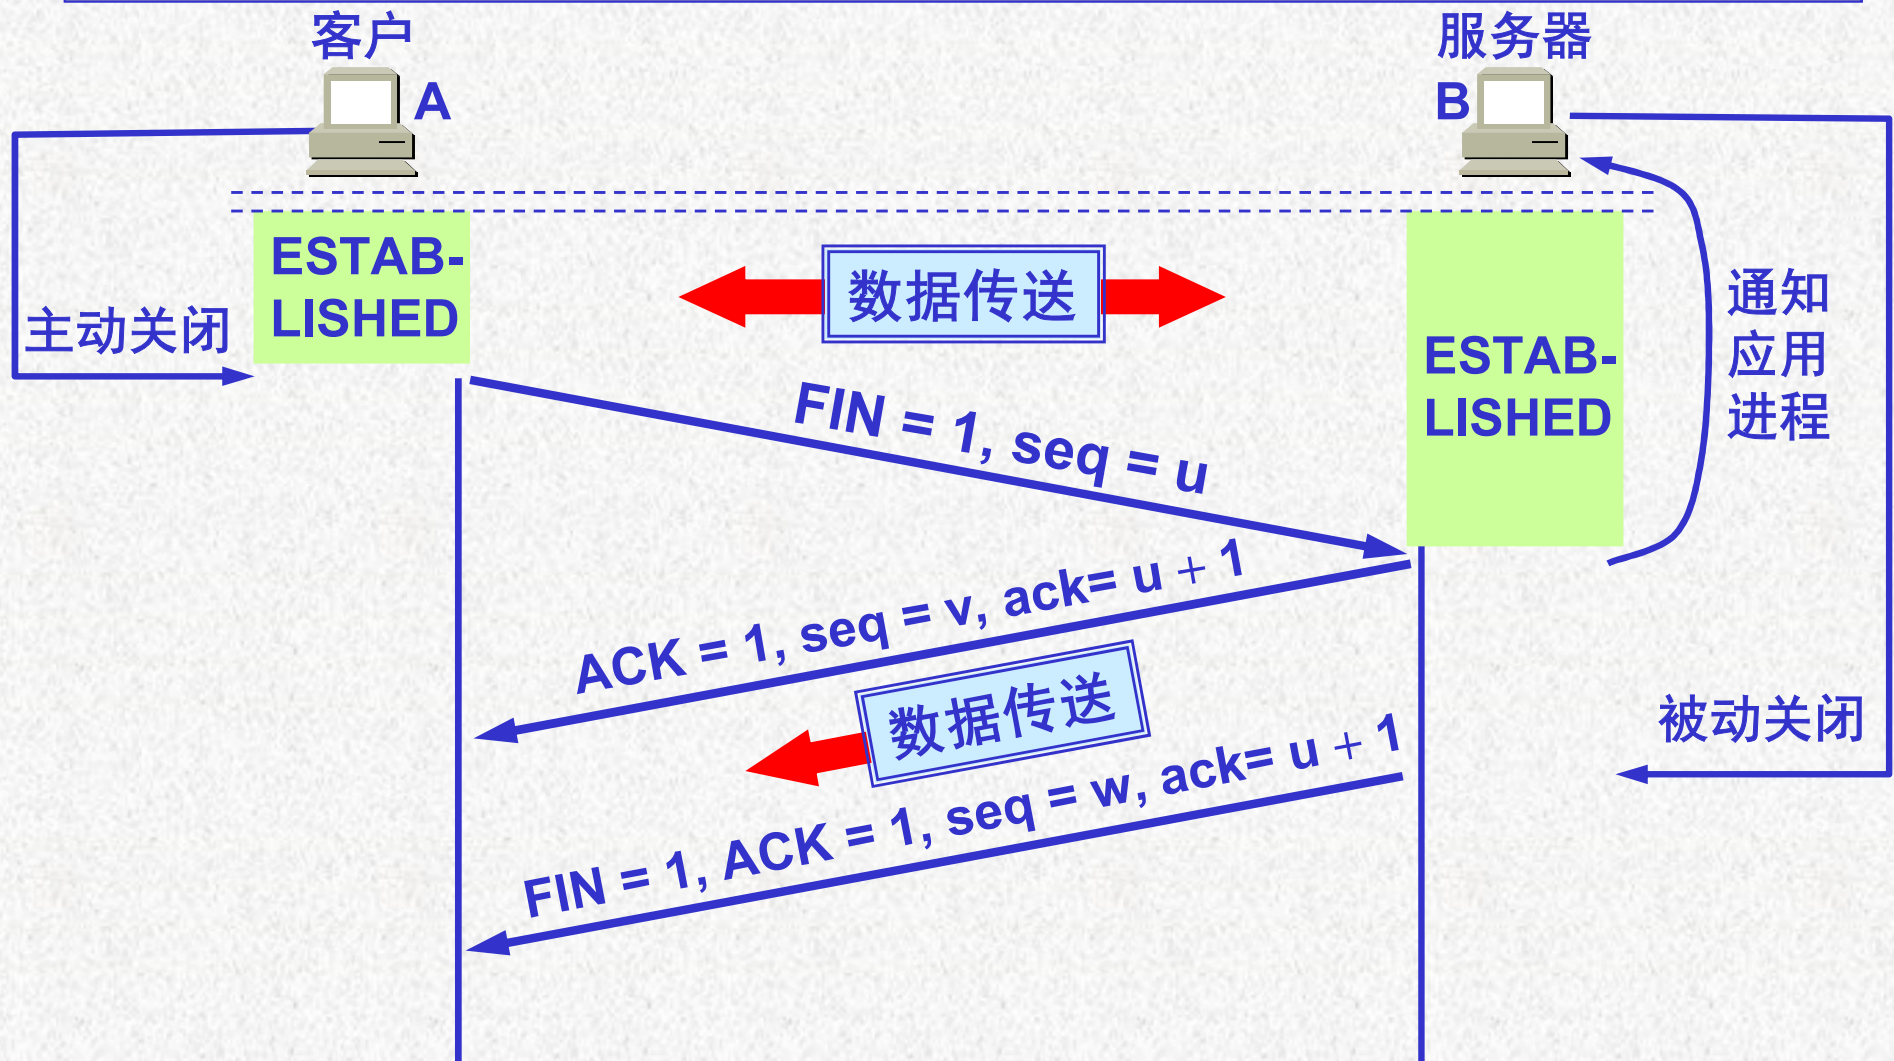 客户
服务器
A
B
ESTAB-
LISHED
数据传送
主动关闭
ESTAB-
LISHED
通知
应用
进程
FIN = 1, seq = u
ACK = 1, seq = v, ack= u + 1
数据传送
被动关闭
FIN = 1, ACK = 1, seq = w, ack= u + 1